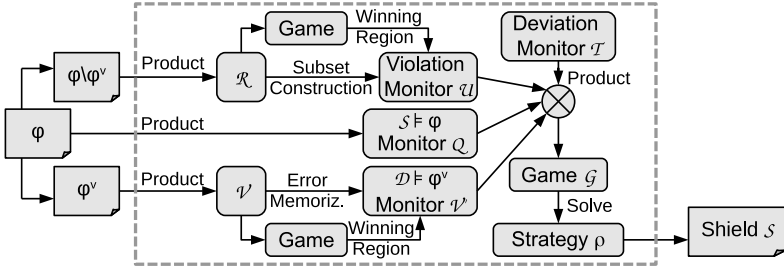 Game
Winning
Region
Deviation
Monitor 𝒯
φ\φᵛ
Product
ℛ
Subset
Construction
Violation
Monitor 𝒰
Product
φ
Product
𝒮 ⊨ φ
Monitor 𝒬
φᵛ
Product
𝒱
Error
Memoriz.
𝒟 ⊨ φᵛ
Monitor 𝒱
Game 𝒢
Solve
Game
Winning
Region
Strategy ρ
Shield 𝒮